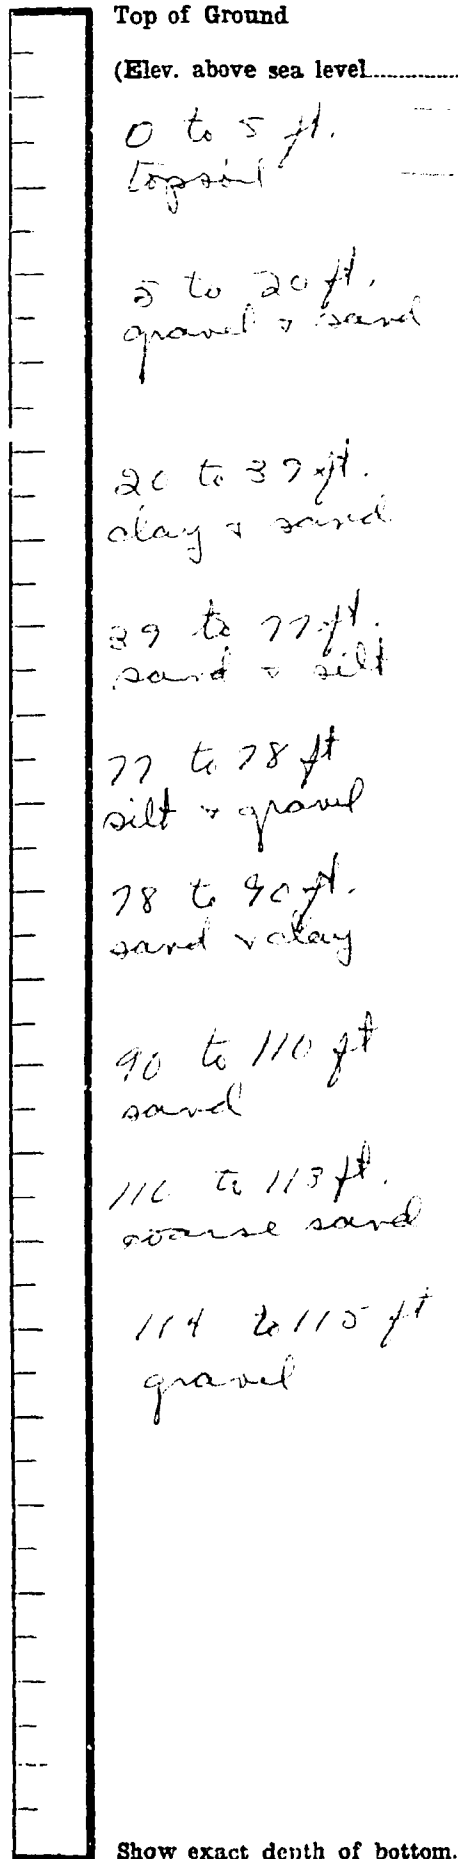 Top of Ground
(Elev. above sea level
0 to 5 ft.
topsoil
5 to 20 ft.
gravel & sand
20 to 39 ft.
clay & sand
39 to 77 ft.
sand & silt
77 to 78 ft
silt & gravel
78 to 90 ft.
sand & clay
90 to 110 ft
sand
110 to 113 ft.
coarse sand
114 to 115 ft
gravel
Show exact depth of bottom.